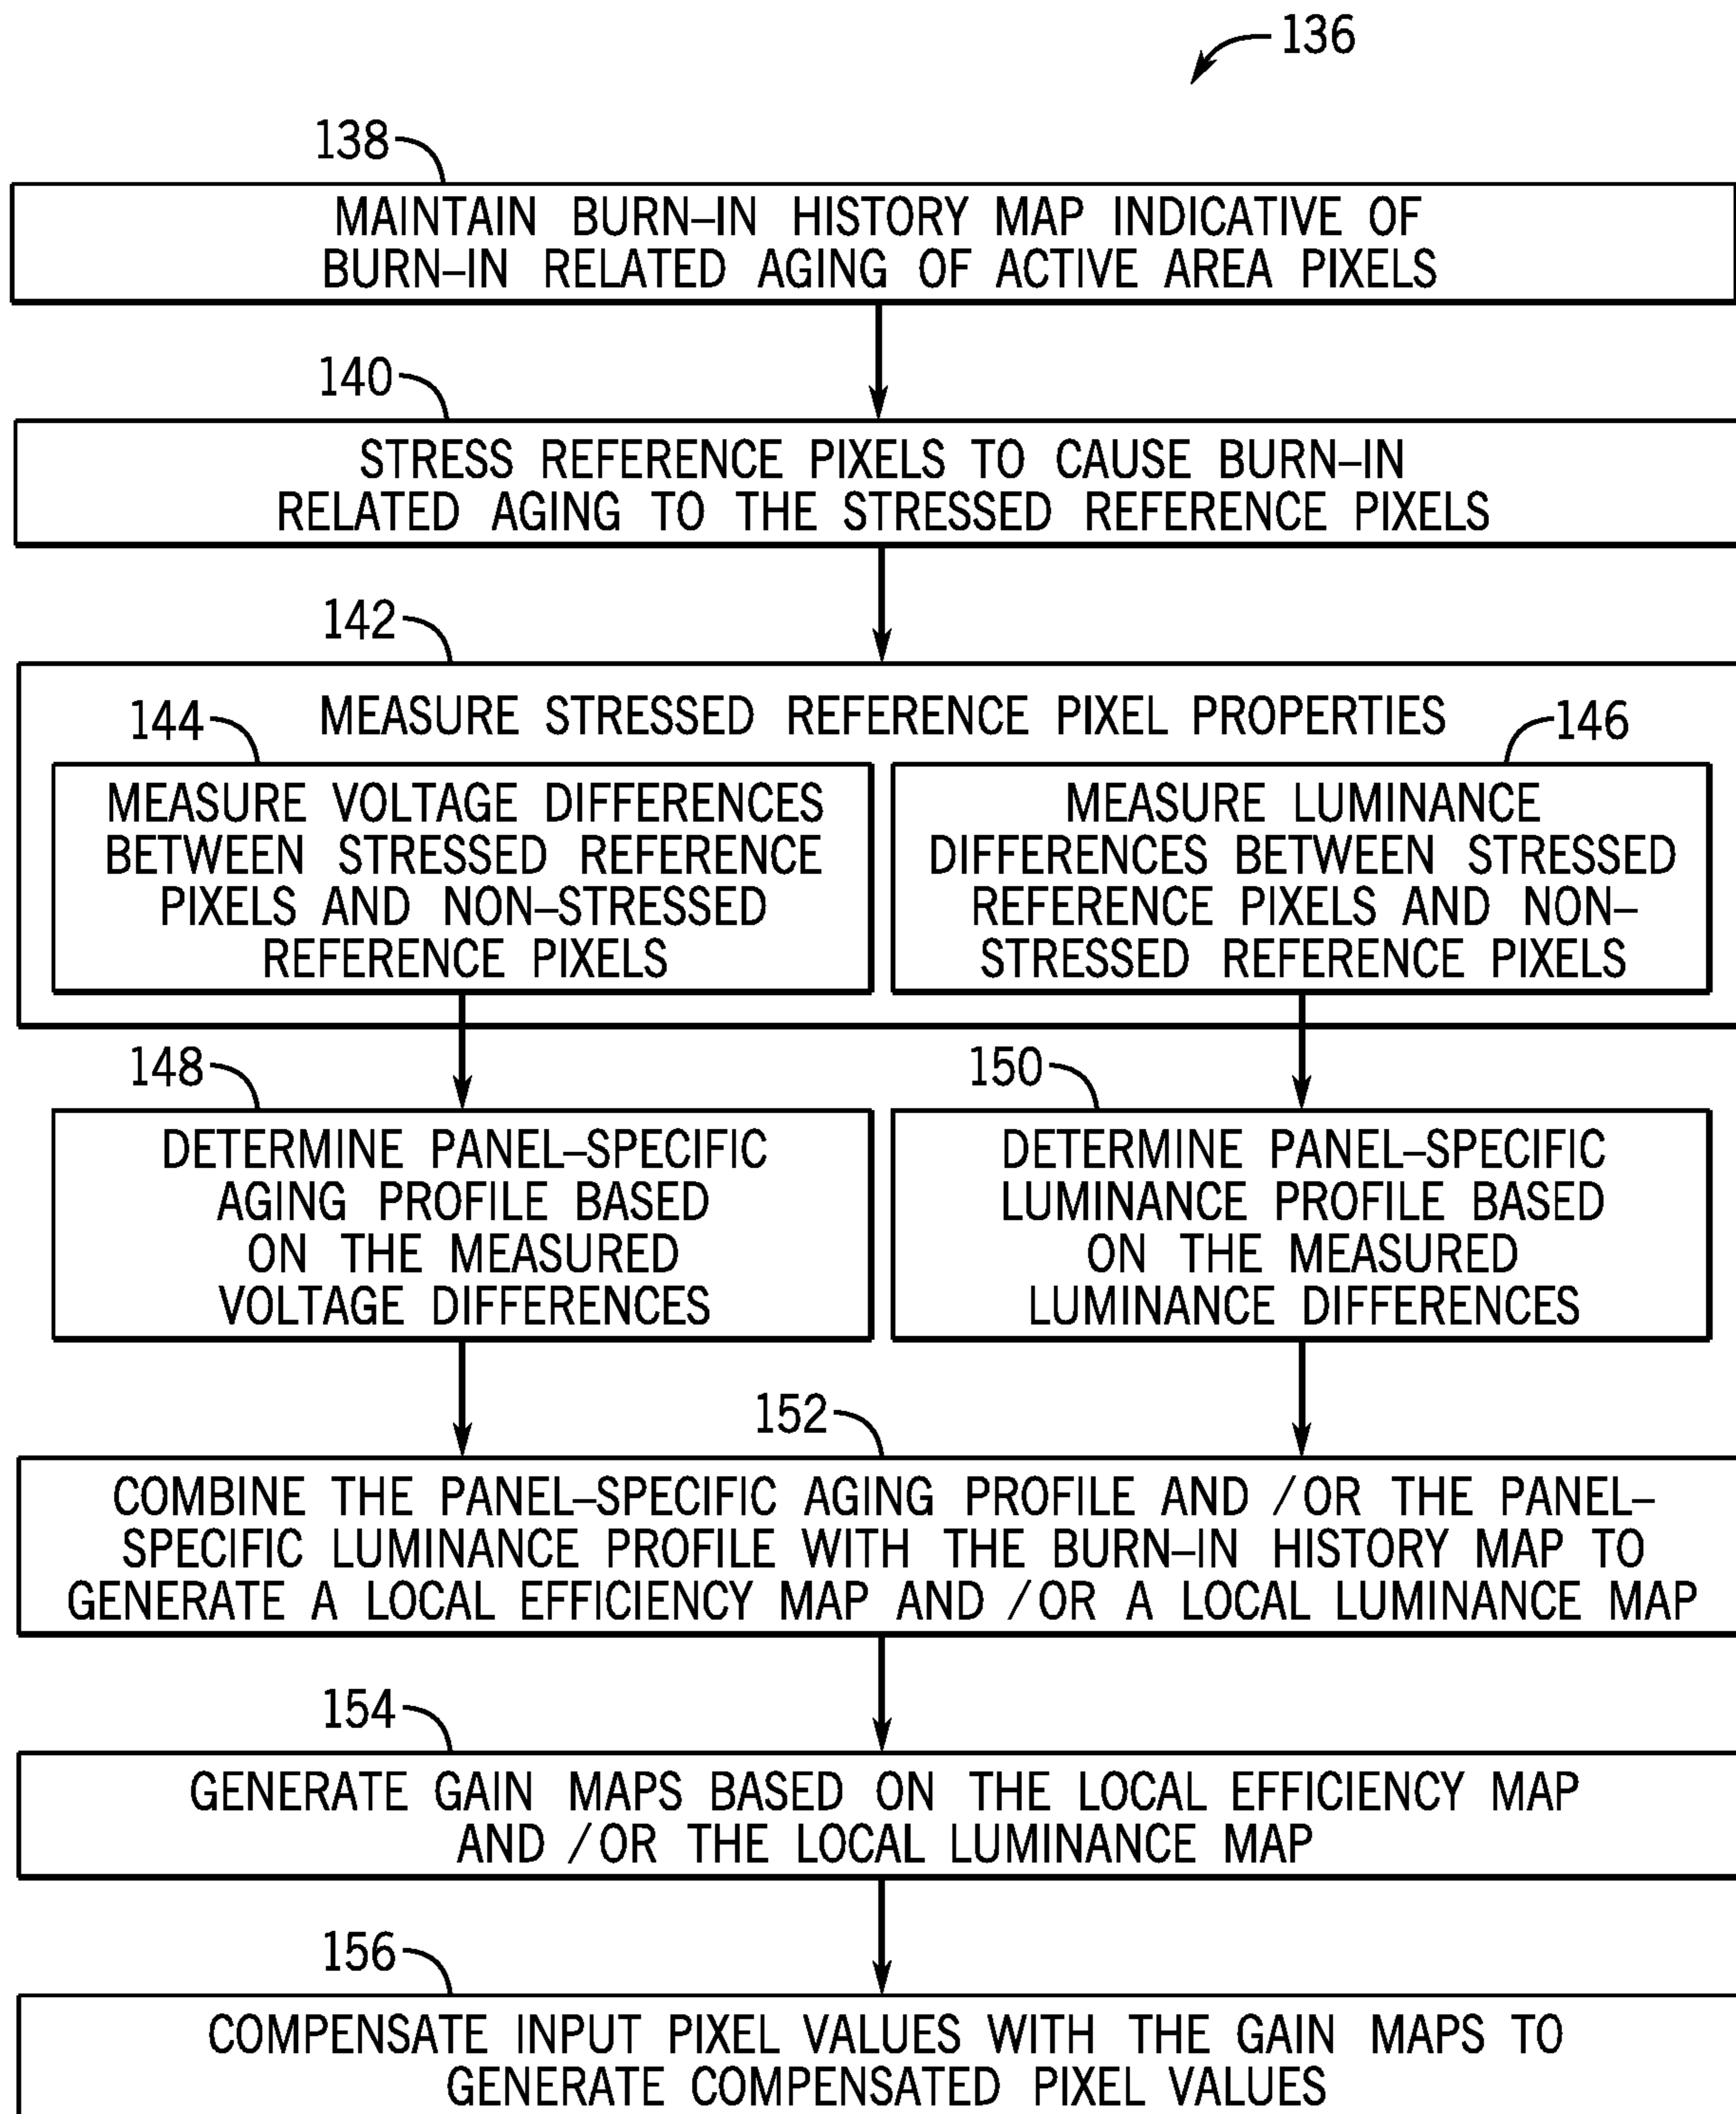 136
138
MAINTAIN BURN–IN HISTORY MAP INDICATIVE OF
BURN–IN RELATED AGING OF ACTIVE AREA PIXELS
140
STRESS REFERENCE PIXELS TO CAUSE BURN–IN
RELATED AGING TO THE STRESSED REFERENCE PIXELS
142
MEASURE STRESSED REFERENCE PIXEL PROPERTIES
144
MEASURE VOLTAGE DIFFERENCES
BETWEEN STRESSED REFERENCE
PIXELS AND NON–STRESSED
REFERENCE PIXELS
146
MEASURE LUMINANCE
DIFFERENCES BETWEEN STRESSED
REFERENCE PIXELS AND NON–
STRESSED REFERENCE PIXELS
148
DETERMINE PANEL–SPECIFIC
AGING PROFILE BASED
ON THE MEASURED
VOLTAGE DIFFERENCES
150
DETERMINE PANEL–SPECIFIC
LUMINANCE PROFILE BASED
ON THE MEASURED
LUMINANCE DIFFERENCES
152
COMBINE THE PANEL–SPECIFIC AGING PROFILE AND /OR THE PANEL–
SPECIFIC LUMINANCE PROFILE WITH THE BURN–IN HISTORY MAP TO
GENERATE A LOCAL EFFICIENCY MAP AND /OR A LOCAL LUMINANCE MAP
154
GENERATE GAIN MAPS BASED ON THE LOCAL EFFICIENCY MAP
AND /OR THE LOCAL LUMINANCE MAP
156
COMPENSATE INPUT PIXEL VALUES WITH THE GAIN MAPS TO
GENERATE COMPENSATED PIXEL VALUES